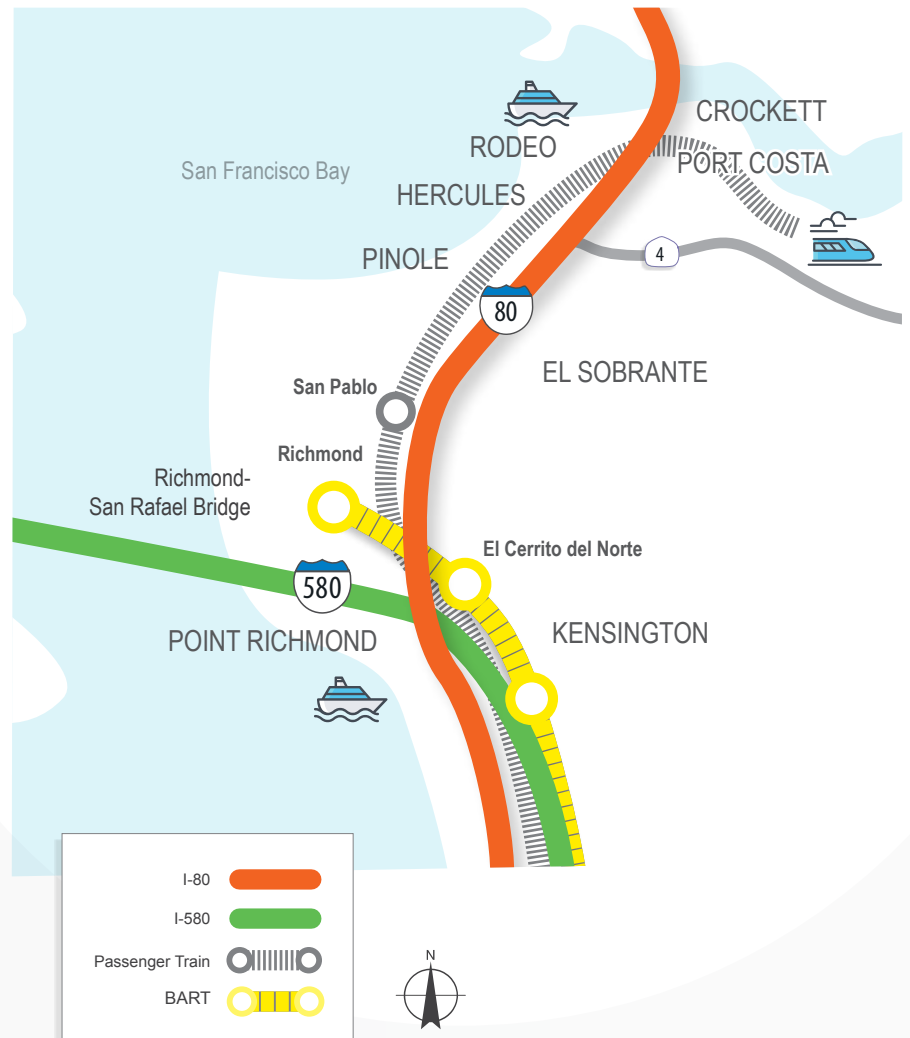 CROCKETT
RODEO
PORT COSTA
San Francisco Bay
HERCULES
PINOLE
4
80
EL SOBRANTE
San Pablo
Richmond
Richmond-
San Rafael Bridge
El Cerrito del Norte
580
POINT RICHMOND
KENSINGTON
I-80
I-580
Passenger Train
BART
N